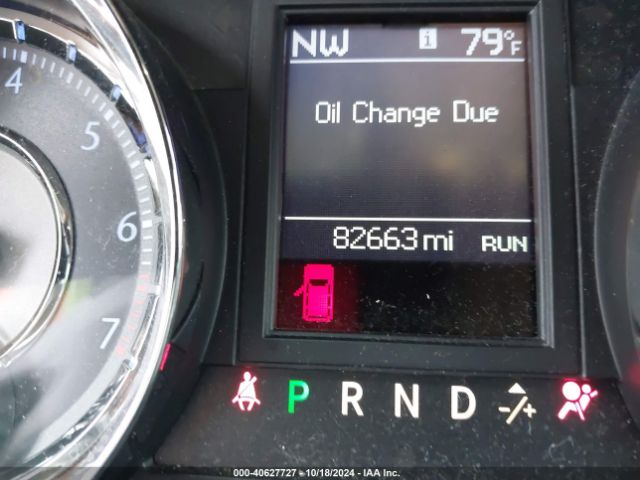 NW i 79°F
Oil Change Due
82663 mi RUN
4
5
6
7
P R N D -/+
000-40627727 - 10/18/2024 - IAA Inc.